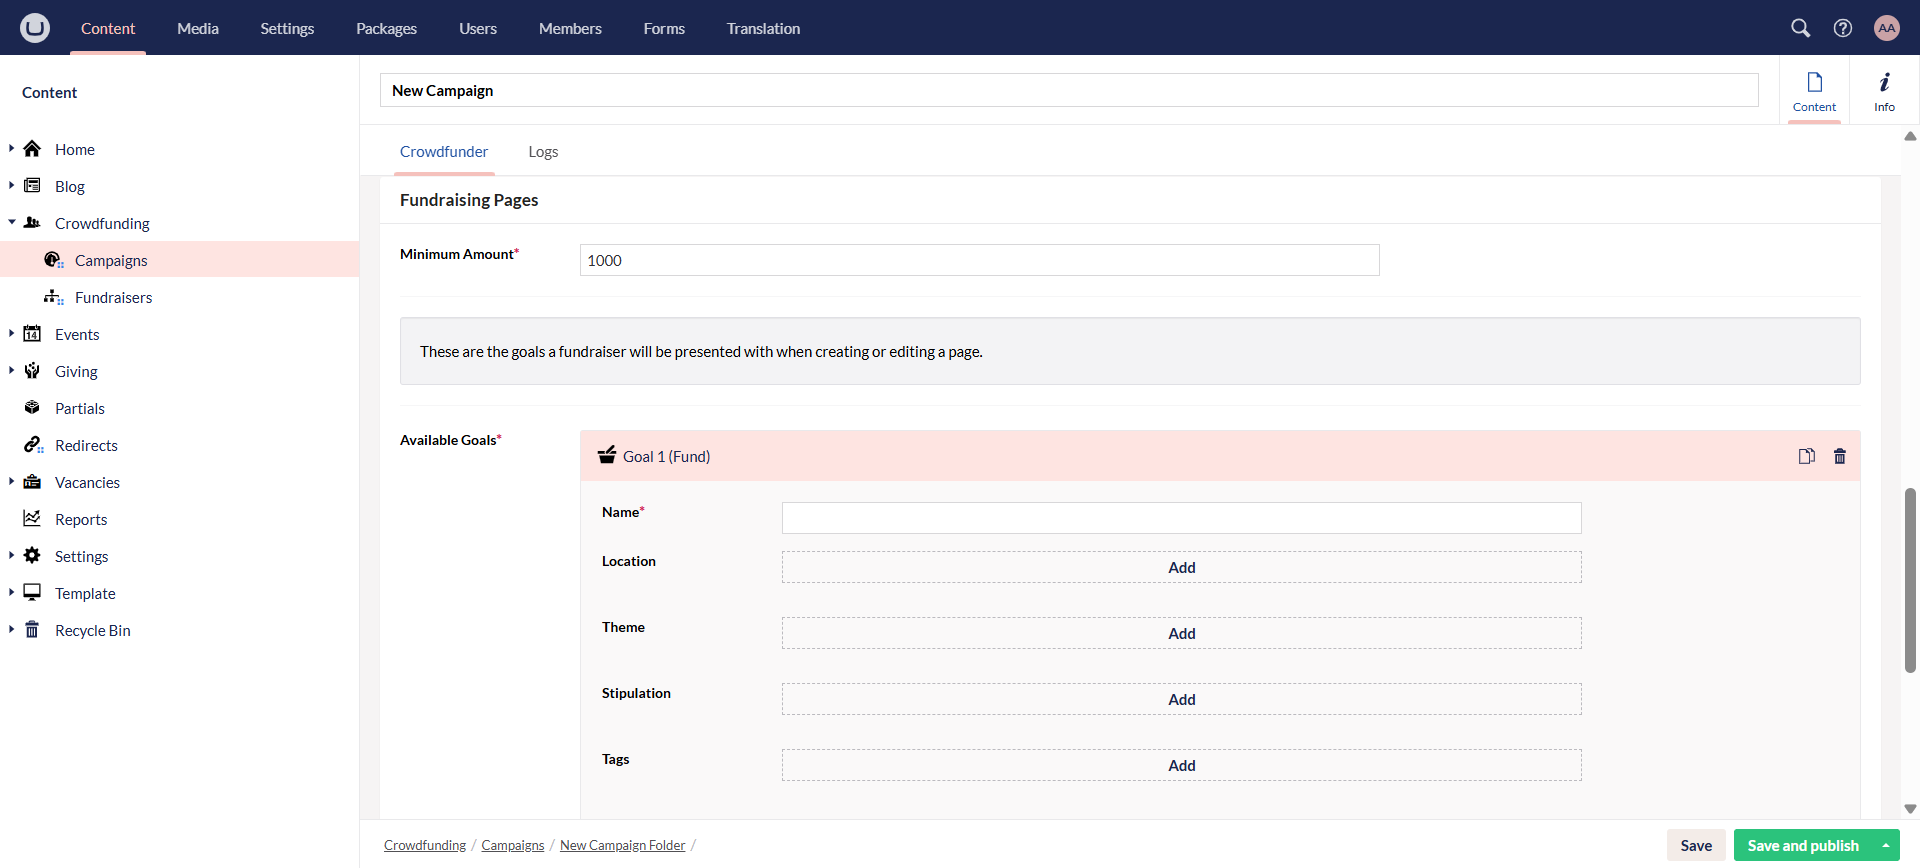 Content Media Settings Packages Users Members Forms Translation AA
Content
Home
Blog
Crowdfunding
Campaigns
Fundraisers
14 Events
Giving
Partials
Redirects
Vacancies
Reports
Settings
Template
Recycle Bin
New Campaign
Content
Info
Crowdfunder Logs
Fundraising Pages
Minimum Amount* 1000
These are the goals a fundraiser will be presented with when creating or editing a page.
Available Goals* Goal 1 (Fund)
Name*
Location Add
Theme Add
Stipulation Add
Tags Add
Crowdfunding / Campaigns / New Campaign Folder /
Save Save and publish